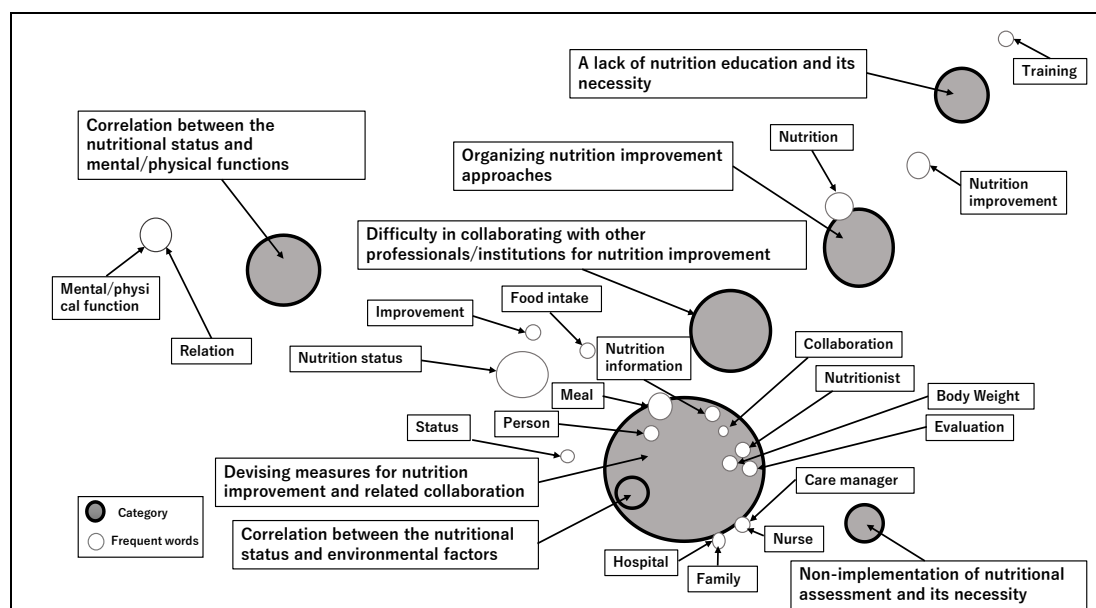 A lack of nutrition education and its
necessity
Training
Correlation between the
nutritional status and
mental/physical functions
Nutrition
Organizing nutrition improvement
approaches
Nutrition
improvement
Difficulty in collaborating with other
professionals/institutions for nutrition improvement
Mental/physi
cal function
Relation
Food intake
Improvement
Nutrition status
Nutrition
information
Collaboration
Nutritionist
Body Weight
Meal
Person
Status
Evaluation
Devising measures for nutrition
improvement and related collaboration
Care manager
Category
Frequent words
Correlation between the nutritional
status and environmental factors
Nurse
Hospital
Family
Non-implementation of nutritional
assessment and its necessity